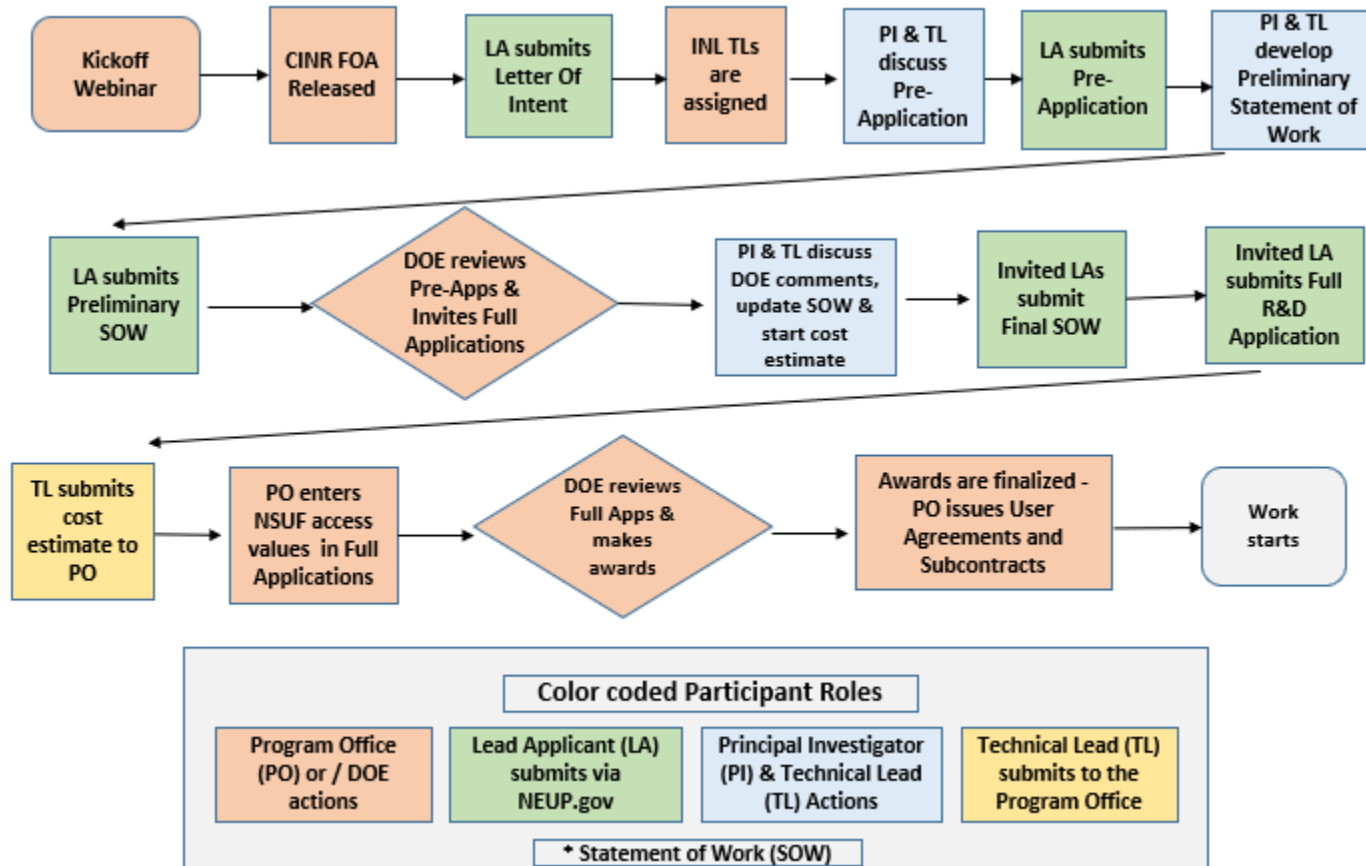 Kickoff
Webinar
CINR FOA
Released
LA submits
Letter Of
Intent
INL TLs
are
assigned
PI & TL
discuss
Pre-
Application
LA submits
Pre-
Application
PI & TL
develop
Preliminary
Statement of
Work
LA submits
Preliminary
SOW
DOE reviews
Pre-Apps &
Invites Full
Applications
PI & TL discuss
DOE comments,
update SOW &
start cost
estimate
Invited LAs
submit
Final SOW
Invited LA
submits Full
R&D
Application
TL submits
cost
estimate to
PO
PO enters
NSUF access
values in Full
Applications
DOE reviews
Full Apps &
makes
awards
Awards are finalized -
PO issues User
Agreements and
Subcontracts
Work
starts
Color coded Participant Roles
Program Office
(PO) or / DOE
actions
Lead Applicant (LA)
submits via
NEUP.gov
Principal Investigator
(PI) & Technical Lead
(TL) Actions
Technical Lead (TL)
submits to the
Program Office
* Statement of Work (SOW)